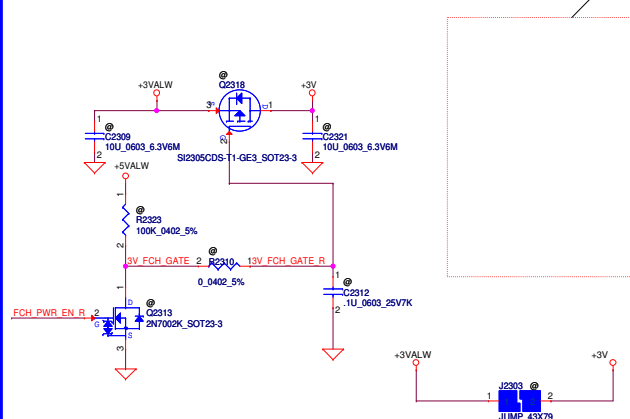 @
+3VALW
Q2318
+3V
3
S
D
1
G
2
1
@
C2309
10U_0603_6.3V6M
2
1
@
C2321
10U_0603_6.3V6M
2
SI2305CDS-T1-GE3_SOT23-3
+5VALW
1
@
R2323
100K_0402_5%
2
@
3V_FCH_GATE
2
R2310
1
3V_FCH_GATE_R
0_0402_5%
1
@
C2312
.1U_0603_25V7K
2
1
D
@
Q2313
2N7002K_SOT23-3
FCH_PWR_EN_R
2
G
S
3
+3VALW
+3V
J2303
@
1
2
JUMP_43X79